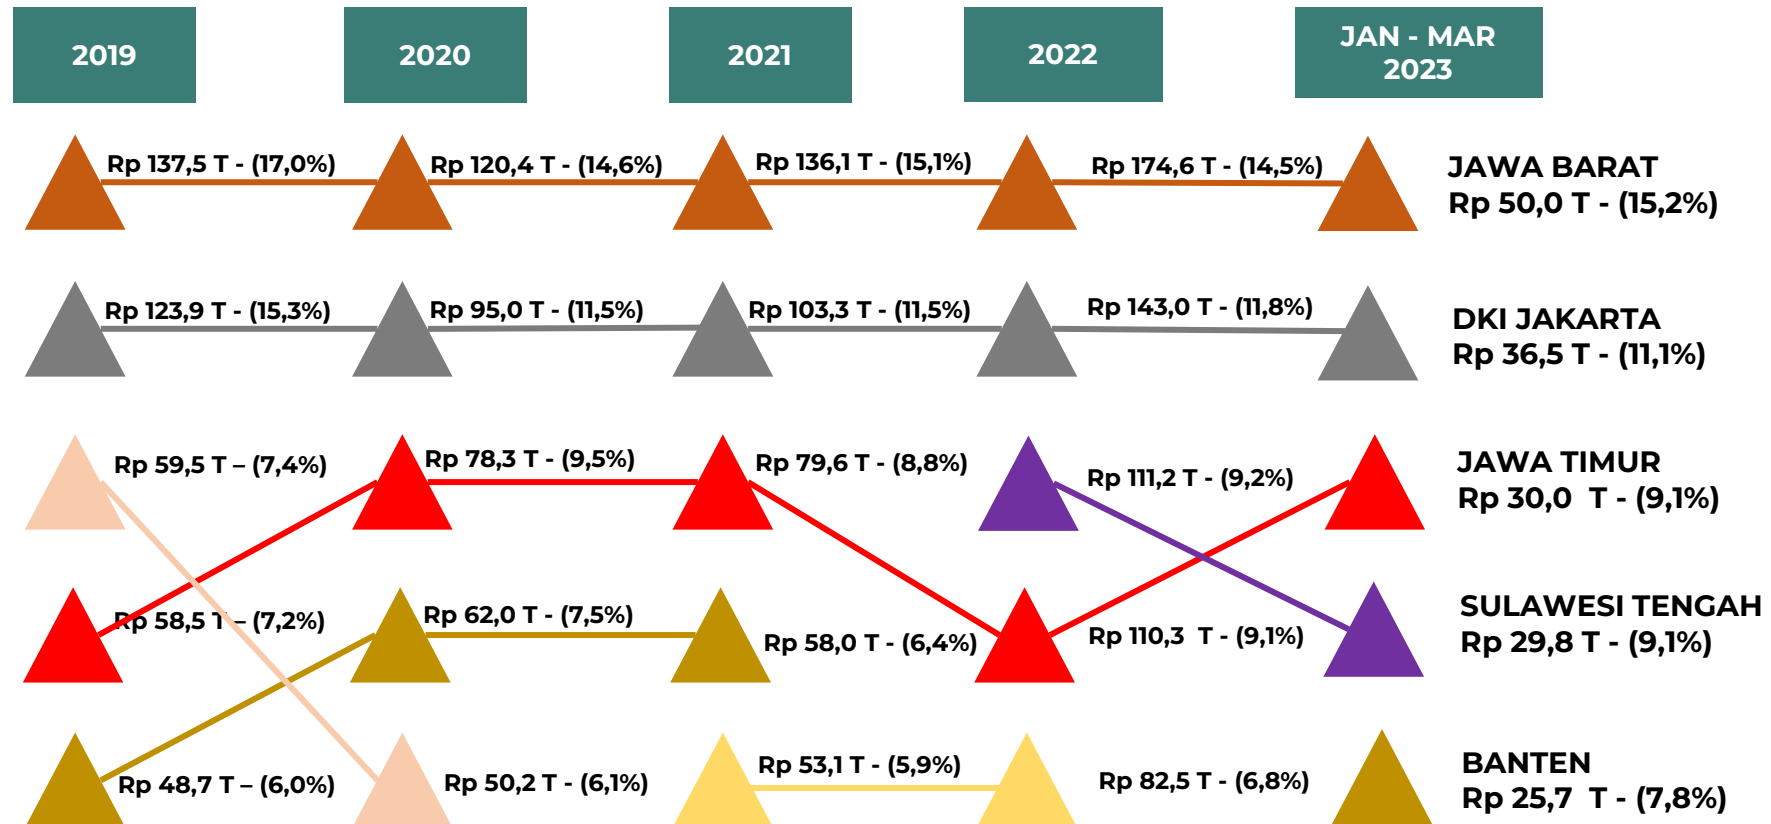 2019
2020
2021
2022
JAN - MAR
2023
Rp 137,5 T - (17,0%)
Rp 120,4 T - (14,6%)
Rp 136,1 T - (15,1%)
Rp 174,6 T - (14,5%)
JAWA BARAT
Rp 50,0 T - (15,2%)
Rp 123,9 T - (15,3%)
Rp 95,0 T - (11,5%)
Rp 103,3 T - (11,5%)
Rp 143,0 T - (11,8%)
DKI JAKARTA
Rp 36,5 T - (11,1%)
Rp 59,5 T – (7,4%)
Rp 78,3 T - (9,5%)
Rp 79,6 T - (8,8%)
Rp 111,2 T - (9,2%)
JAWA TIMUR
Rp 30,0 T - (9,1%)
Rp 58,5 T – (7,2%)
Rp 62,0 T - (7,5%)
Rp 58,0 T - (6,4%)
Rp 110,3 T - (9,1%)
SULAWESI TENGAH
Rp 29,8 T - (9,1%)
Rp 48,7 T – (6,0%)
Rp 50,2 T - (6,1%)
Rp 53,1 T - (5,9%)
Rp 82,5 T - (6,8%)
BANTEN
Rp 25,7 T - (7,8%)